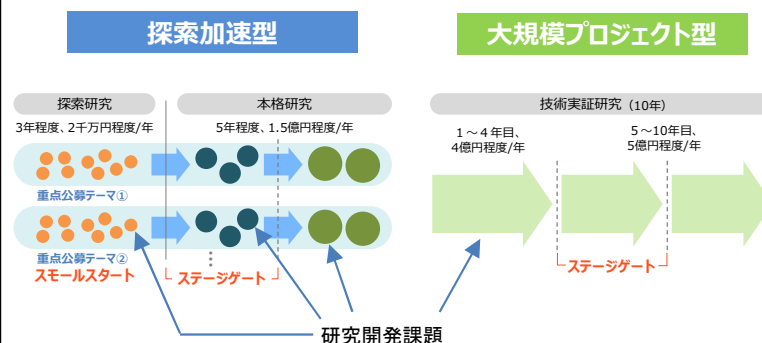 探索加速型
大規模プロジェクト型
探索研究
本格研究
技術実証研究 (10年)
3年程度、2千万円程度/年
5年程度、1.5億円程度/年
1～4年目、
4億円程度/年
5～10年目、
5億円程度/年
重点公募テーマ①
重点公募テーマ②
スモールスタート
ステージゲート
ステージゲート
研究開発課題